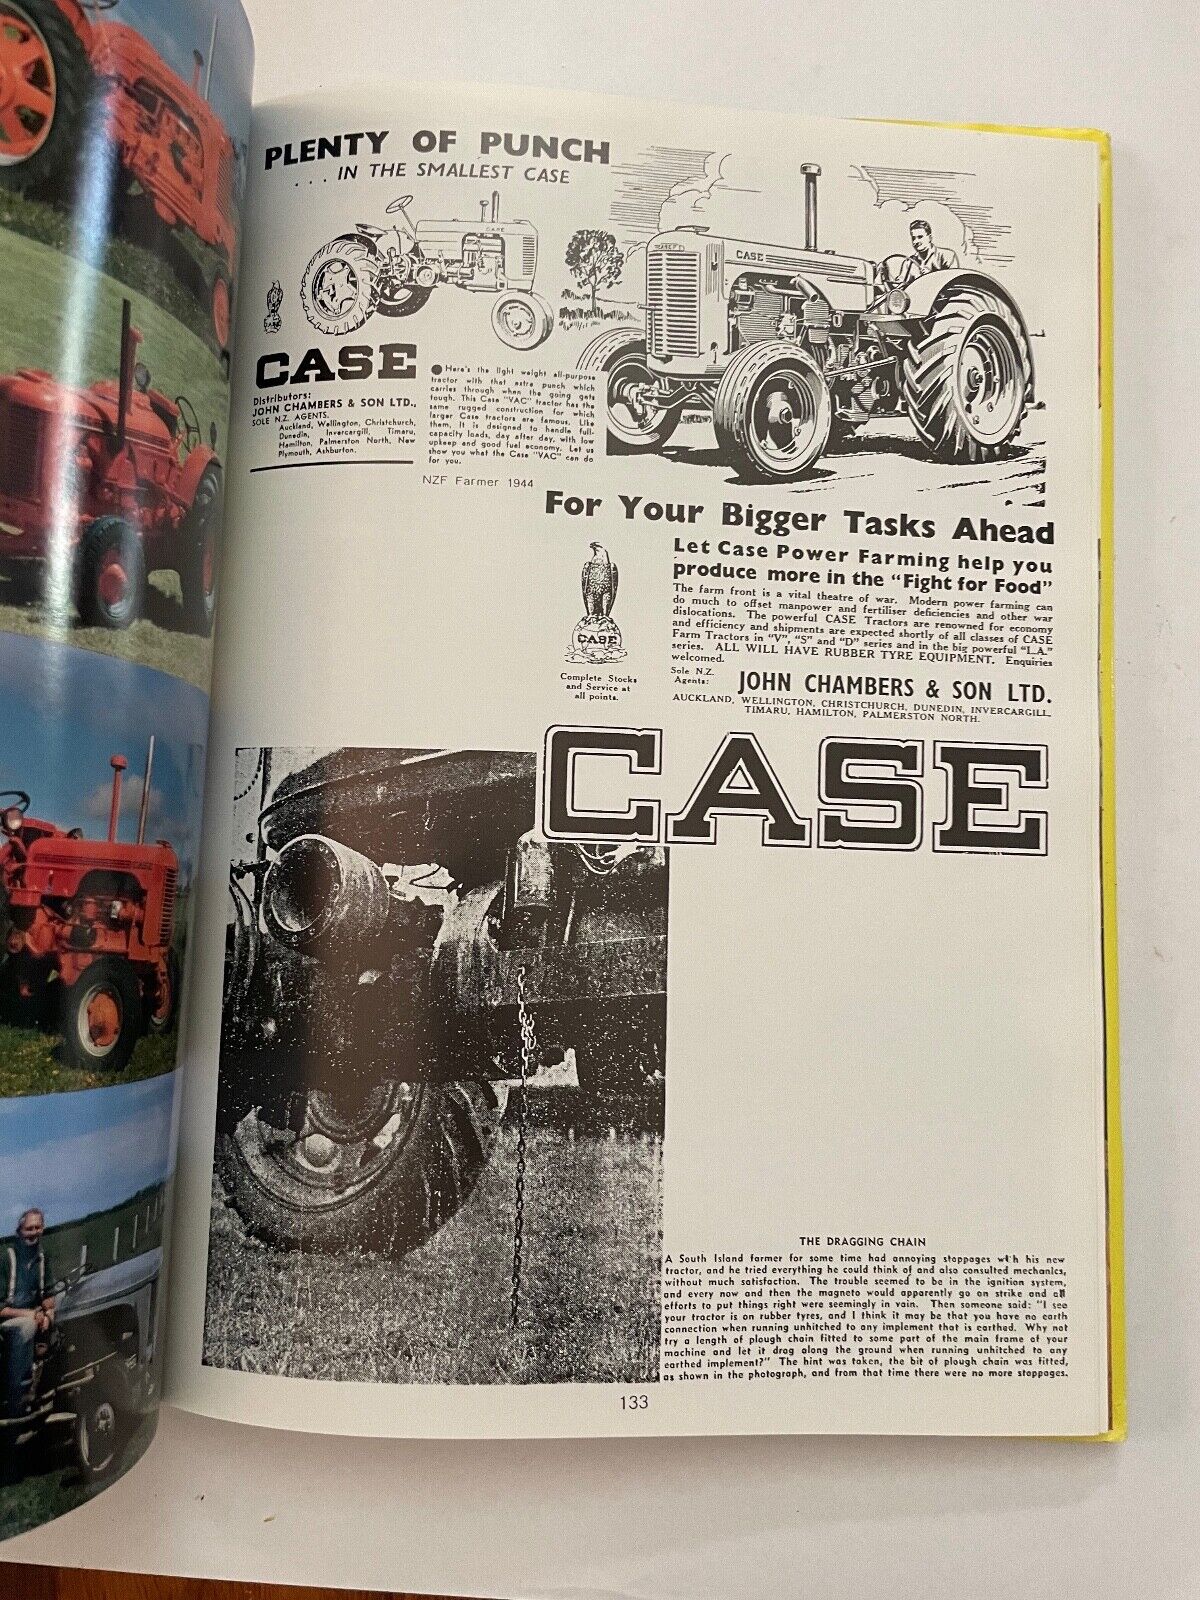 PLENTY OF PUNCH
. . . IN THE SMALLEST CASE
CASE
CASE
CASE
Distributors:
JOHN CHAMBERS & SON LTD.,
SOLE N.Z. AGENTS.
Auckland, Wellington, Christchurch,
Dunedin, Invercargill, Timaru,
Hamilton, Palmerston North, New
Plymouth, Ashburton.
● Here's the light weight all-purpose
tractor with that extra punch which
carries through when the going gets
tough. This Case "VAC" tractor has the
same rugged construction for which
larger Case tractors are famous. Like
them, it is designed to handle full-
capacity loads, day after day, with low
upkeep and good fuel economy. Let us
show you what the Case "VAC" can do
for you.
NZF Farmer 1944
CASE
For Your Bigger Tasks Ahead
Let Case Power Farming help you
produce more in the "Fight for Food"
The farm front is a vital theatre of war. Modern power farming can
do much to offset manpower and fertiliser deficiencies and other war
dislocations. The powerful CASE Tractors are renowned for economy
and efficiency and shipments are expected shortly of all classes of CASE
Farm Tractors in "V", "S" and "D" series and in the big powerful "L.A."
series. ALL WILL HAVE RUBBER TYRE EQUIPMENT. Enquiries
welcomed.
CASE
Complete Stocks
and Service at
all points.
Sole N.Z.
Agents:
JOHN CHAMBERS & SON LTD.
AUCKLAND, WELLINGTON, CHRISTCHURCH, DUNEDIN, INVERCARGILL,
TIMARU, HAMILTON, PALMERSTON NORTH.
CASE
THE DRAGGING CHAIN
A South Island farmer for some time had annoying stoppages with his new
tractor, and he tried everything he could think of and also consulted mechanics,
without much satisfaction. The trouble seemed to be in the ignition system,
and every now and then the magneto would apparently go on strike and all
efforts to put things right were seemingly in vain. Then someone said: "I see
your tractor is on rubber tyres, and I think it may be that you have no earth
connection when running unhitched to any implement that is earthed. Why not
try a length of plough chain fitted to some part of the main frame of your
machine and let it drag along the ground when running unhitched to any
earthed implement?" The hint was taken, the bit of plough chain was fitted,
as shown in the photograph, and from that time there were no more stoppages.
133